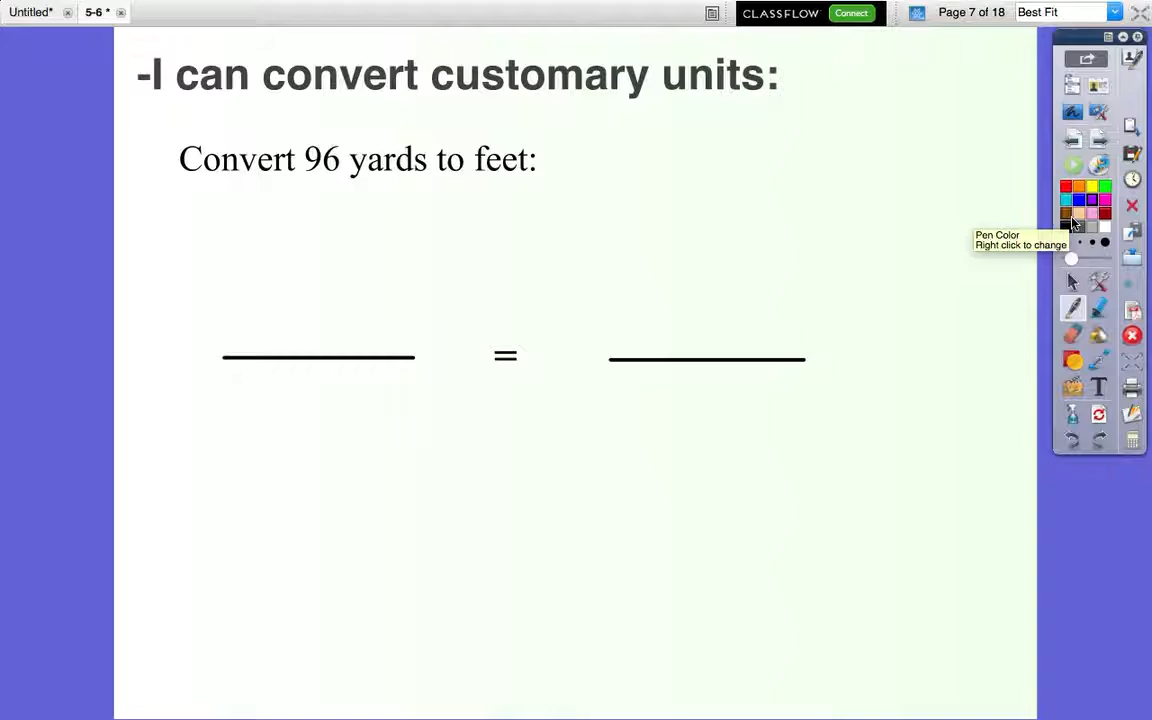 Untitled* 5-6 * CLASSFLOW Connect Page 7 of 18 Best Fit
-I can convert customary units:
Convert 96 yards to feet:
Pen Color
Right click to change
=
T